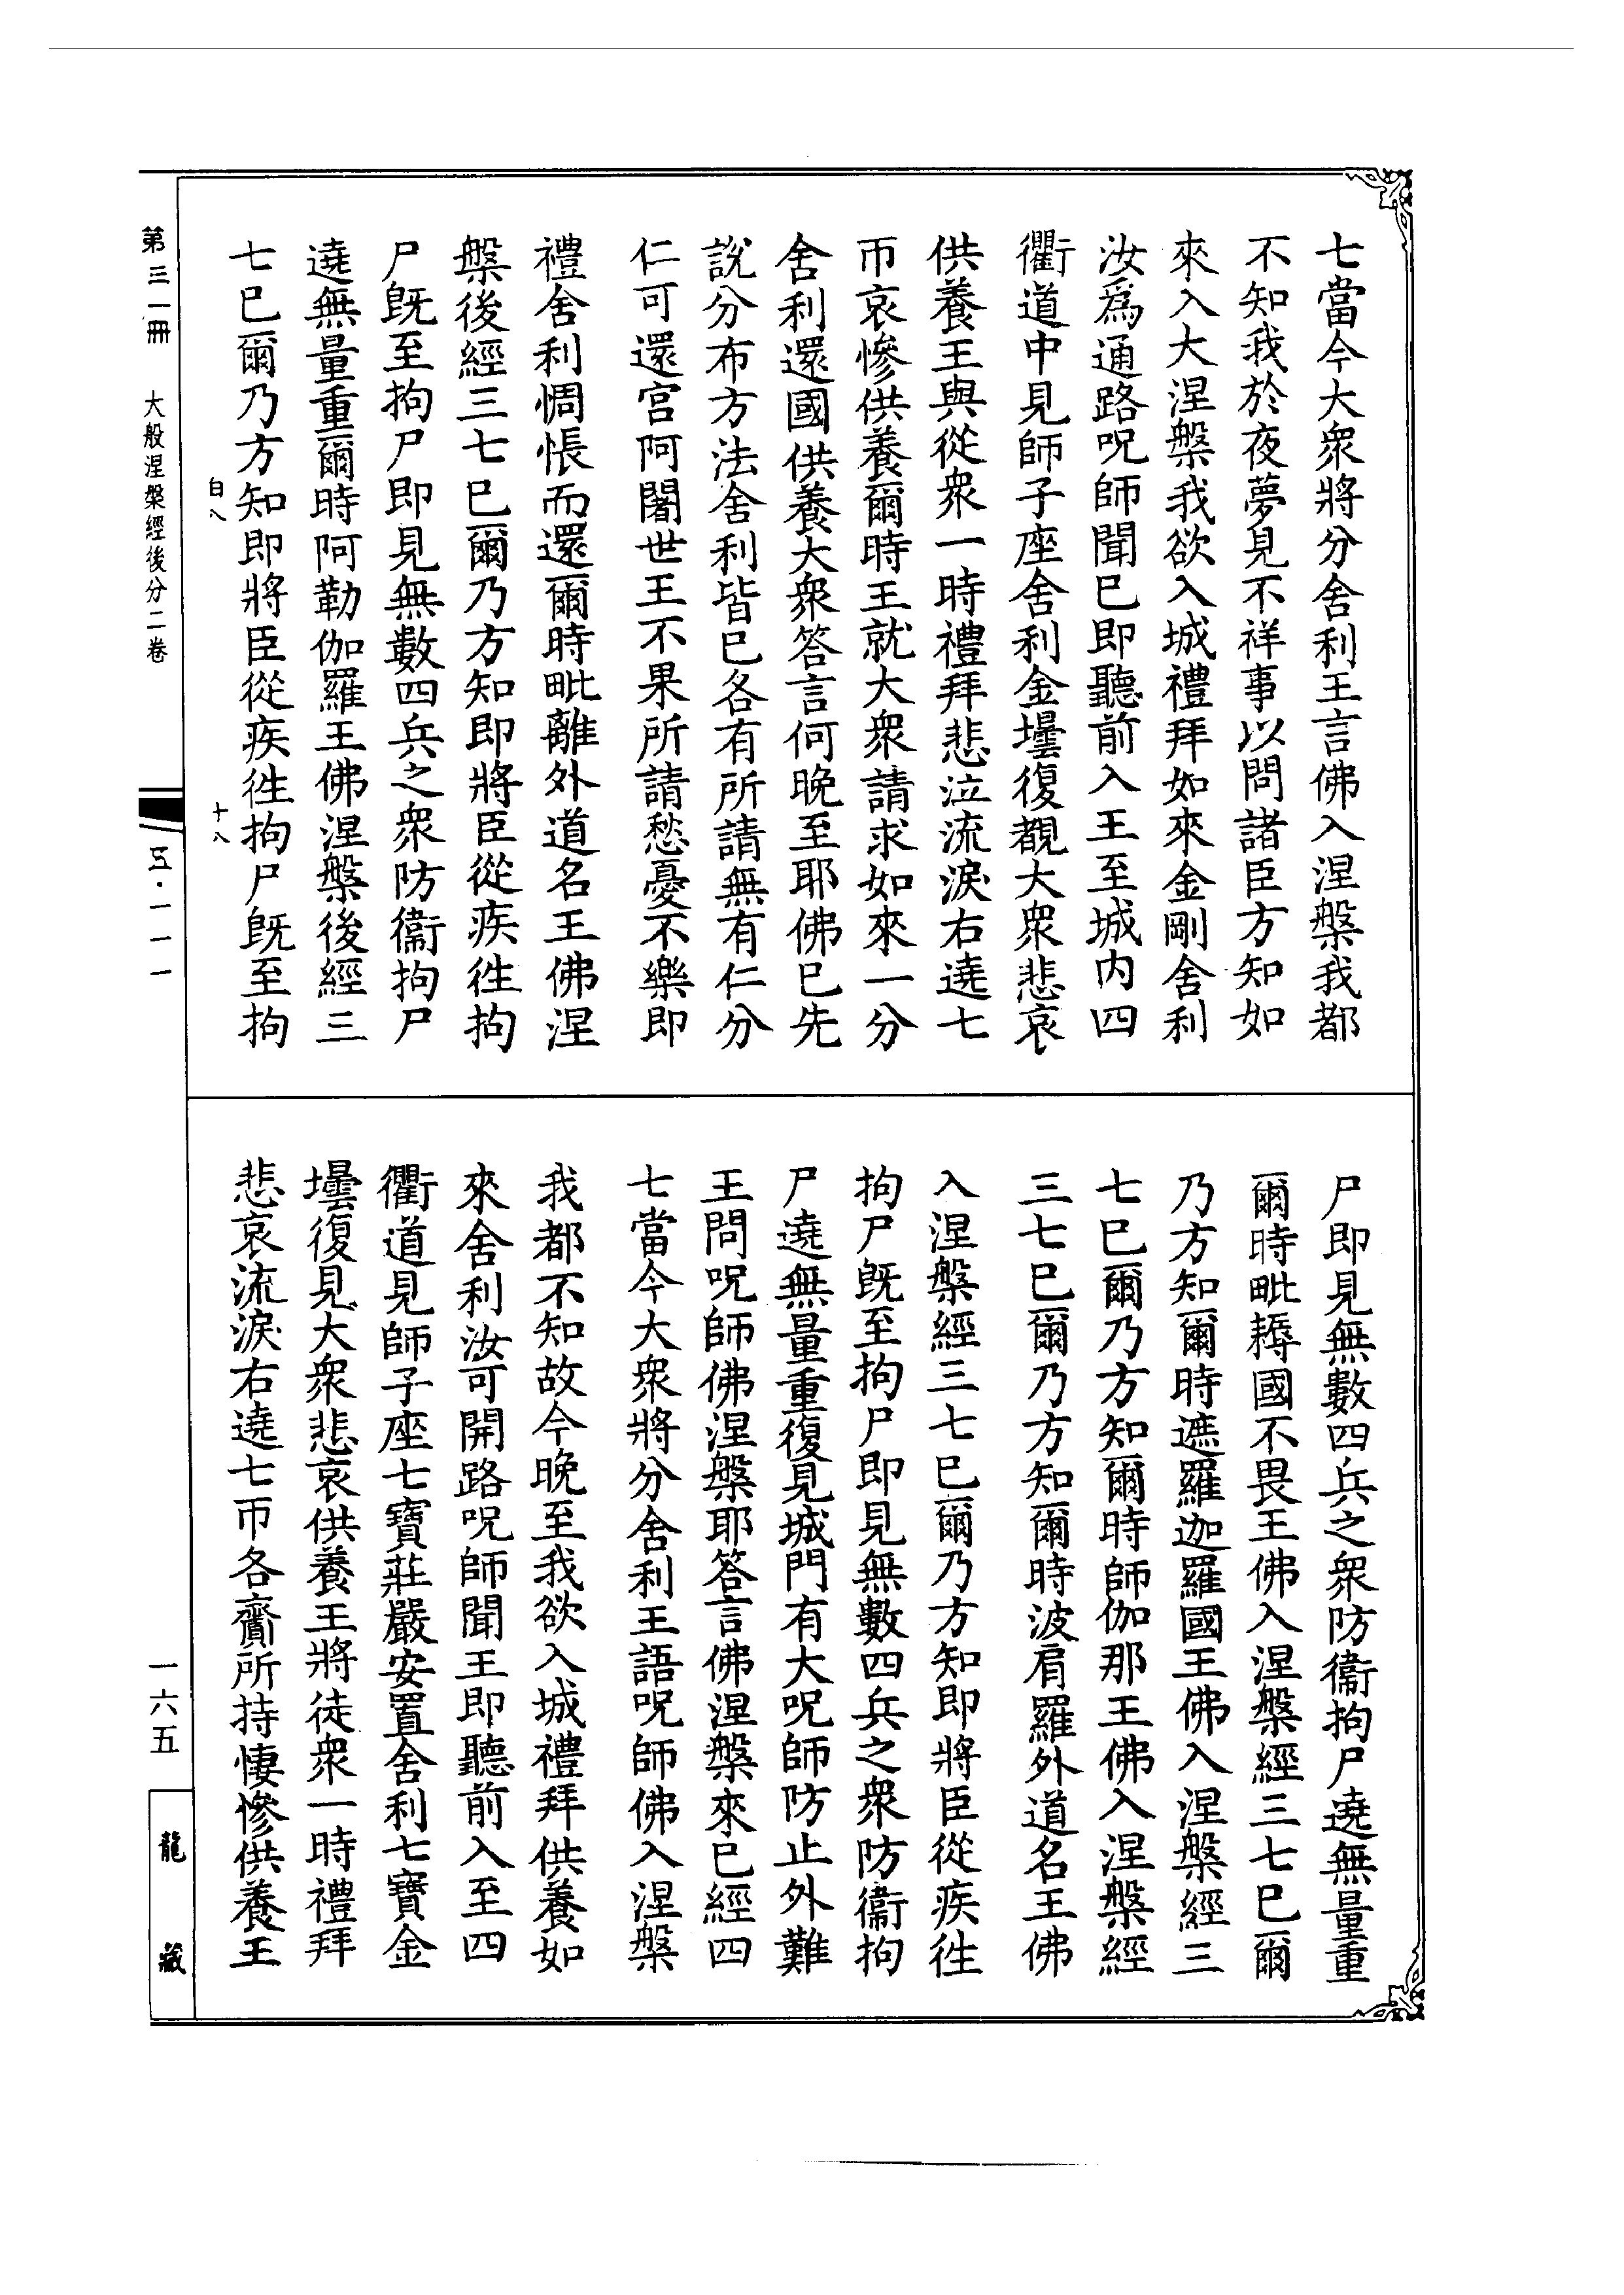 七當今大衆將分舍利王言佛入涅槃我都
不知我於夜夢見不祥事以問諸臣方知如
來入大涅槃我欲入城禮拜如來金剛舍利
汝爲通路呪師聞已即聽前入王至城内四
衢道中見師子座舍利金壜復覩大衆悲哀
供養王與從衆一時禮拜悲泣流淚右遶七
帀哀慘供養爾時王就大衆請求如來一分
舍利還國供養大衆答言何晚至耶佛已先
說分布方法舍利皆已各有所請無有仁分
仁可還宮阿闍世王不果所請愁憂不樂即
禮舍利惆悵而還爾時毗離外道名王佛涅
槃後經三七已爾乃方知即將臣從疾徃拘
尸既至拘尸即見無數四兵之衆防衞拘尸
遶無量重爾時阿勒伽羅王佛涅槃後經三
七已爾乃方知即將臣從疾徃拘尸既至拘
尸即見無數四兵之衆防衞拘尸遶無量重
爾時毗耨國不畏王佛入涅槃經三七已爾
乃方知爾時遮羅迦羅國王佛入涅槃經三
七已爾乃方知爾時師伽那王佛入涅槃經
三七已爾乃方知爾時波肩羅外道名王佛
入涅槃經三七已爾乃方知即將臣從疾徃
拘尸既至拘尸即見無數四兵之衆防衞拘
尸遶無量重復見城門有大呪師防止外難
王問呪師佛涅槃耶答言佛涅槃來已經四
七當今大衆將分舍利王語呪師佛入涅槃
我都不知故今晚至我欲入城禮拜供養如
來舍利汝可開路呪師聞王即聽前入至四
衢道見師子座七寶莊嚴安置舍利七寶金
壜復見大衆悲哀供養王將徒衆一時禮拜
悲哀流淚右遶七帀各齎所持悽慘供養王
白八
十八
第三一冊 大般涅槃經後分二卷
五·一一一
一六五
龍藏